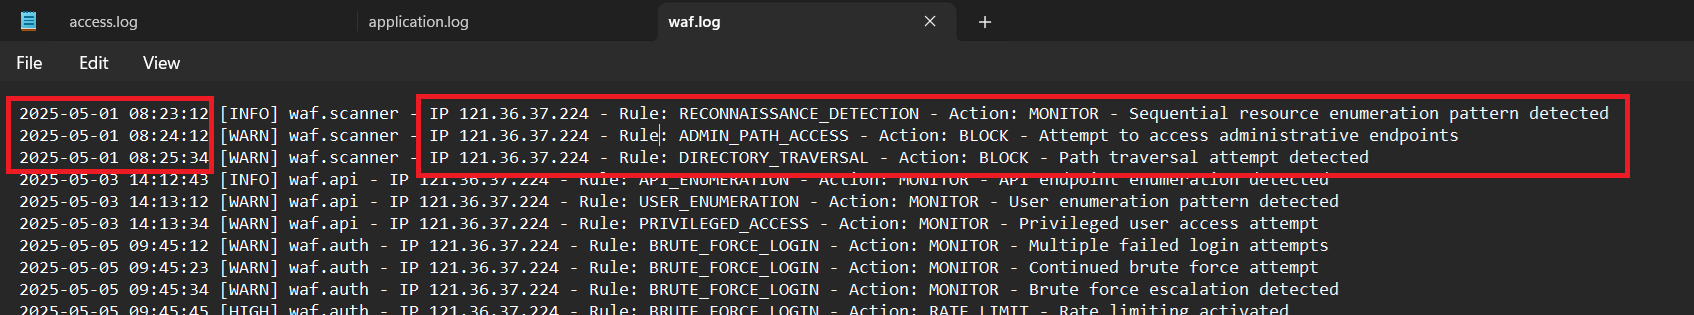 access.log application.log waf.log
File Edit View
2025-05-01 08:23:12 [INFO] waf.scanner - IP 121.36.37.224 - Rule: RECONNAISSANCE_DETECTION - Action: MONITOR - Sequential resource enumeration pattern detected
2025-05-01 08:24:12 [WARN] waf.scanner - IP 121.36.37.224 - Rule: ADMIN_PATH_ACCESS - Action: BLOCK - Attempt to access administrative endpoints
2025-05-01 08:25:34 [WARN] waf.scanner - IP 121.36.37.224 - Rule: DIRECTORY_TRAVERSAL - Action: BLOCK - Path traversal attempt detected
2025-05-03 14:12:43 [INFO] waf.api - IP 121.36.37.224 - Rule: API_ENUMERATION - Action: MONITOR - API endpoint enumeration detected
2025-05-03 14:13:12 [WARN] waf.api - IP 121.36.37.224 - Rule: USER_ENUMERATION - Action: MONITOR - User enumeration pattern detected
2025-05-03 14:13:34 [WARN] waf.api - IP 121.36.37.224 - Rule: PRIVILEGED_ACCESS - Action: MONITOR - Privileged user access attempt
2025-05-05 09:45:12 [WARN] waf.auth - IP 121.36.37.224 - Rule: BRUTE_FORCE_LOGIN - Action: MONITOR - Multiple failed login attempts
2025-05-05 09:45:23 [WARN] waf.auth - IP 121.36.37.224 - Rule: BRUTE_FORCE_LOGIN - Action: MONITOR - Continued brute force attempt
2025-05-05 09:45:34 [WARN] waf.auth - IP 121.36.37.224 - Rule: BRUTE_FORCE_LOGIN - Action: MONITOR - Brute force escalation detected
2025-05-05 09:45:45 [HIGH] waf.auth - IP 121.36.37.224 - Rule: BRUTE_FORCE_LOGIN - Action: RATE_LIMIT - Rate limiting activated